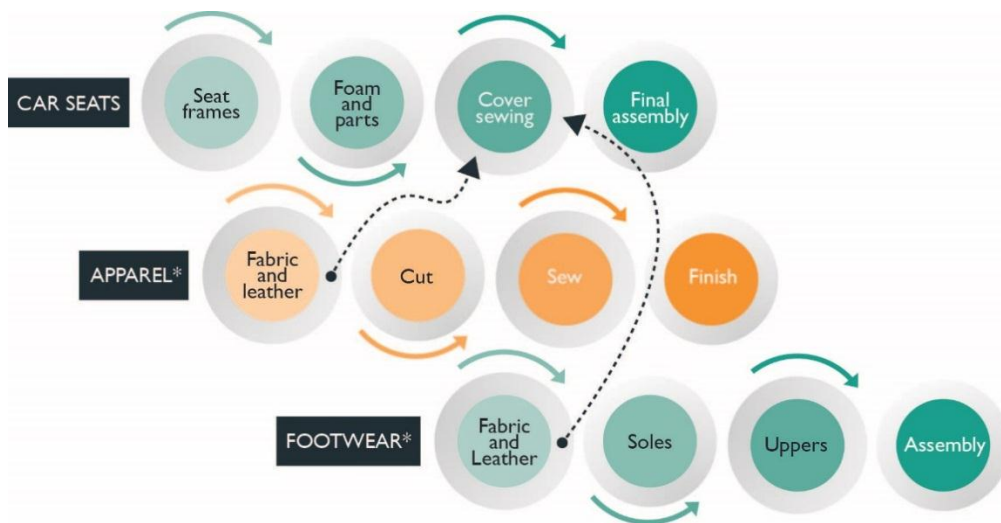 CAR SEATS
Seat
frames
Foam
and
parts
Cover
sewing
Final
assembly
APPAREL*
Fabric
and
leather
Cut
Sew
Finish
FOOTWEAR*
Fabric
and
Leather
Soles
Uppers
Assembly